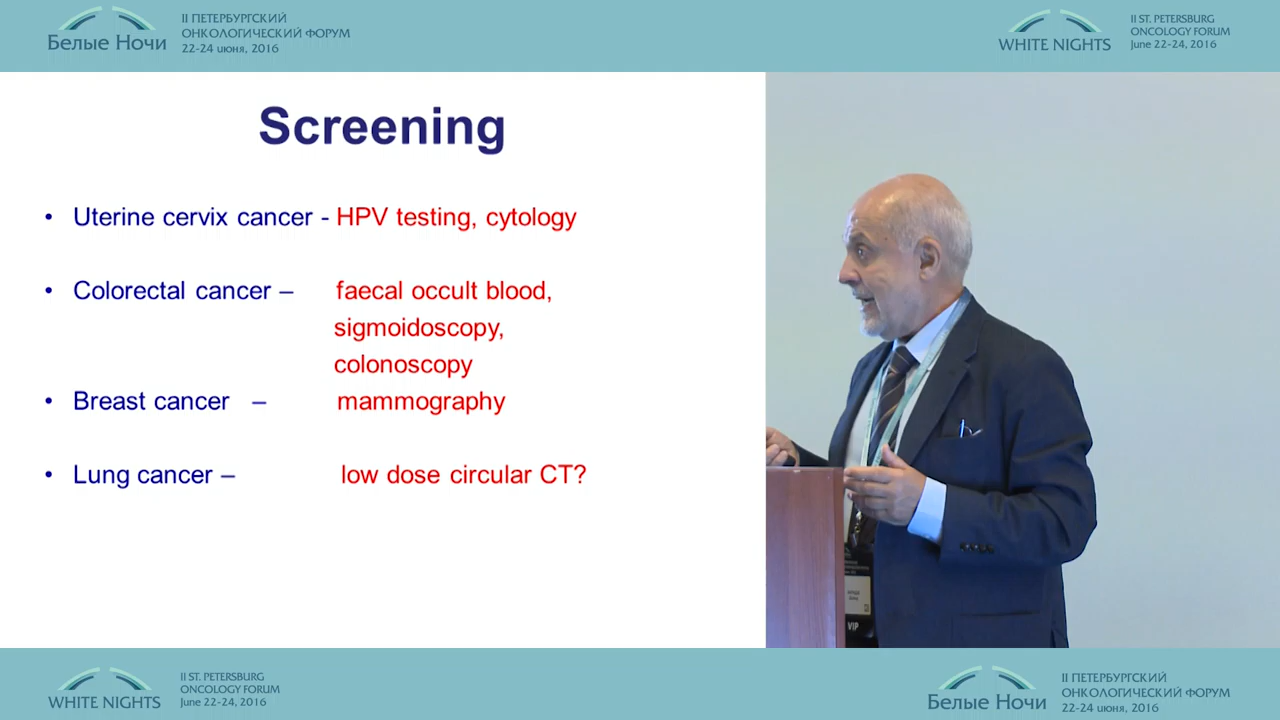 Белые Ночи
II ПЕТЕРБУРГСКИЙ
ОНКОЛОГИЧЕСКИЙ ФОРУМ
22-24 июня, 2016
WHITE NIGHTS
II ST. PETERSBURG
ONCOLOGY FORUM
June 22-24, 2016
Screening
• Uterine cervix cancer - HPV testing, cytology
• Colorectal cancer – faecal occult blood,
sigmoidoscopy,
colonoscopy
• Breast cancer – mammography
• Lung cancer – low dose circular CT?
VIP
WHITE NIGHTS
II ST. PETERSBURG
ONCOLOGY FORUM
June 22-24, 2016
Белые Ночи
II ПЕТЕРБУРГСКИЙ
ОНКОЛОГИЧЕСКИЙ ФОРУМ
22-24 июня, 2016